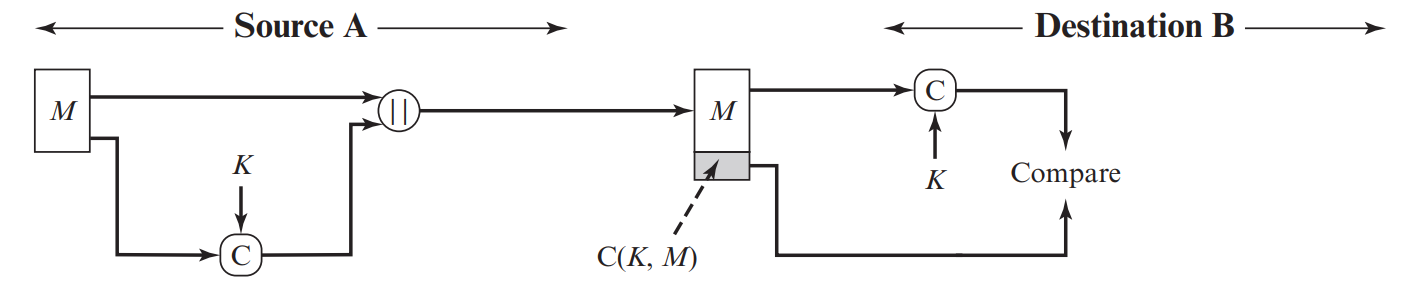 Source A
Destination B
M
||
M
C
K
K
Compare
C
C(K, M)